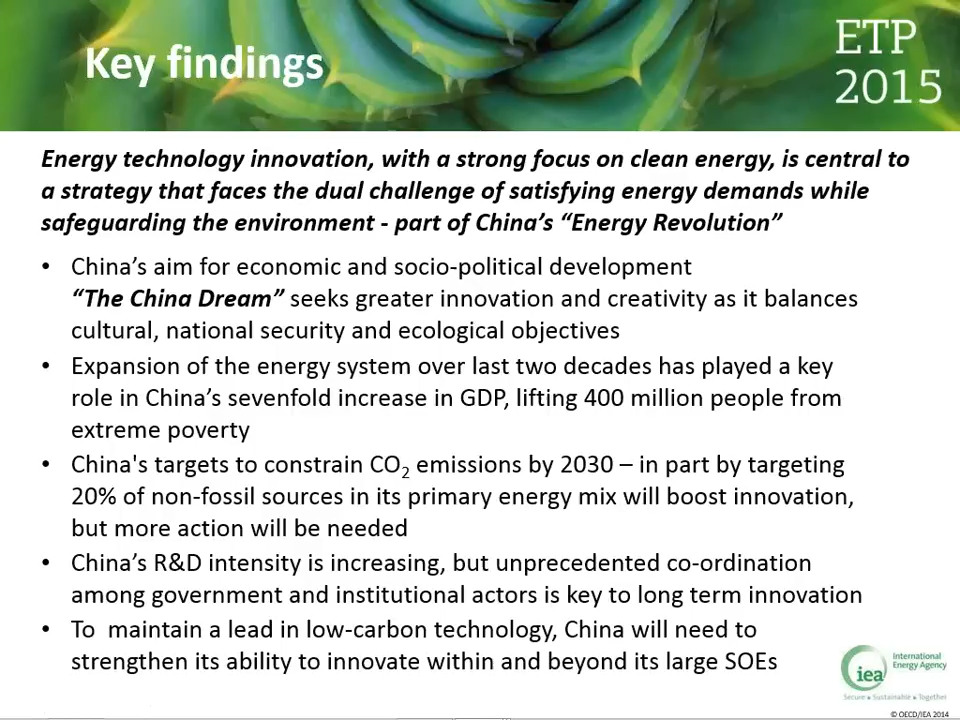 Key findings
ETP
2015
Energy technology innovation, with a strong focus on clean energy, is central to
a strategy that faces the dual challenge of satisfying energy demands while
safeguarding the environment - part of China’s “Energy Revolution”
• China’s aim for economic and socio-political development
“The China Dream” seeks greater innovation and creativity as it balances
cultural, national security and ecological objectives
• Expansion of the energy system over last two decades has played a key
role in China’s sevenfold increase in GDP, lifting 400 million people from
extreme poverty
• China's targets to constrain CO₂ emissions by 2030 – in part by targeting
20% of non-fossil sources in its primary energy mix will boost innovation,
but more action will be needed
• China’s R&D intensity is increasing, but unprecedented co-ordination
among government and institutional actors is key to long term innovation
• To  maintain a lead in low-carbon technology, China will need to
strengthen its ability to innovate within and beyond its large SOEs
iea
International
Energy Agency
Secure • Sustainable • Together
© OECD/IEA 2014